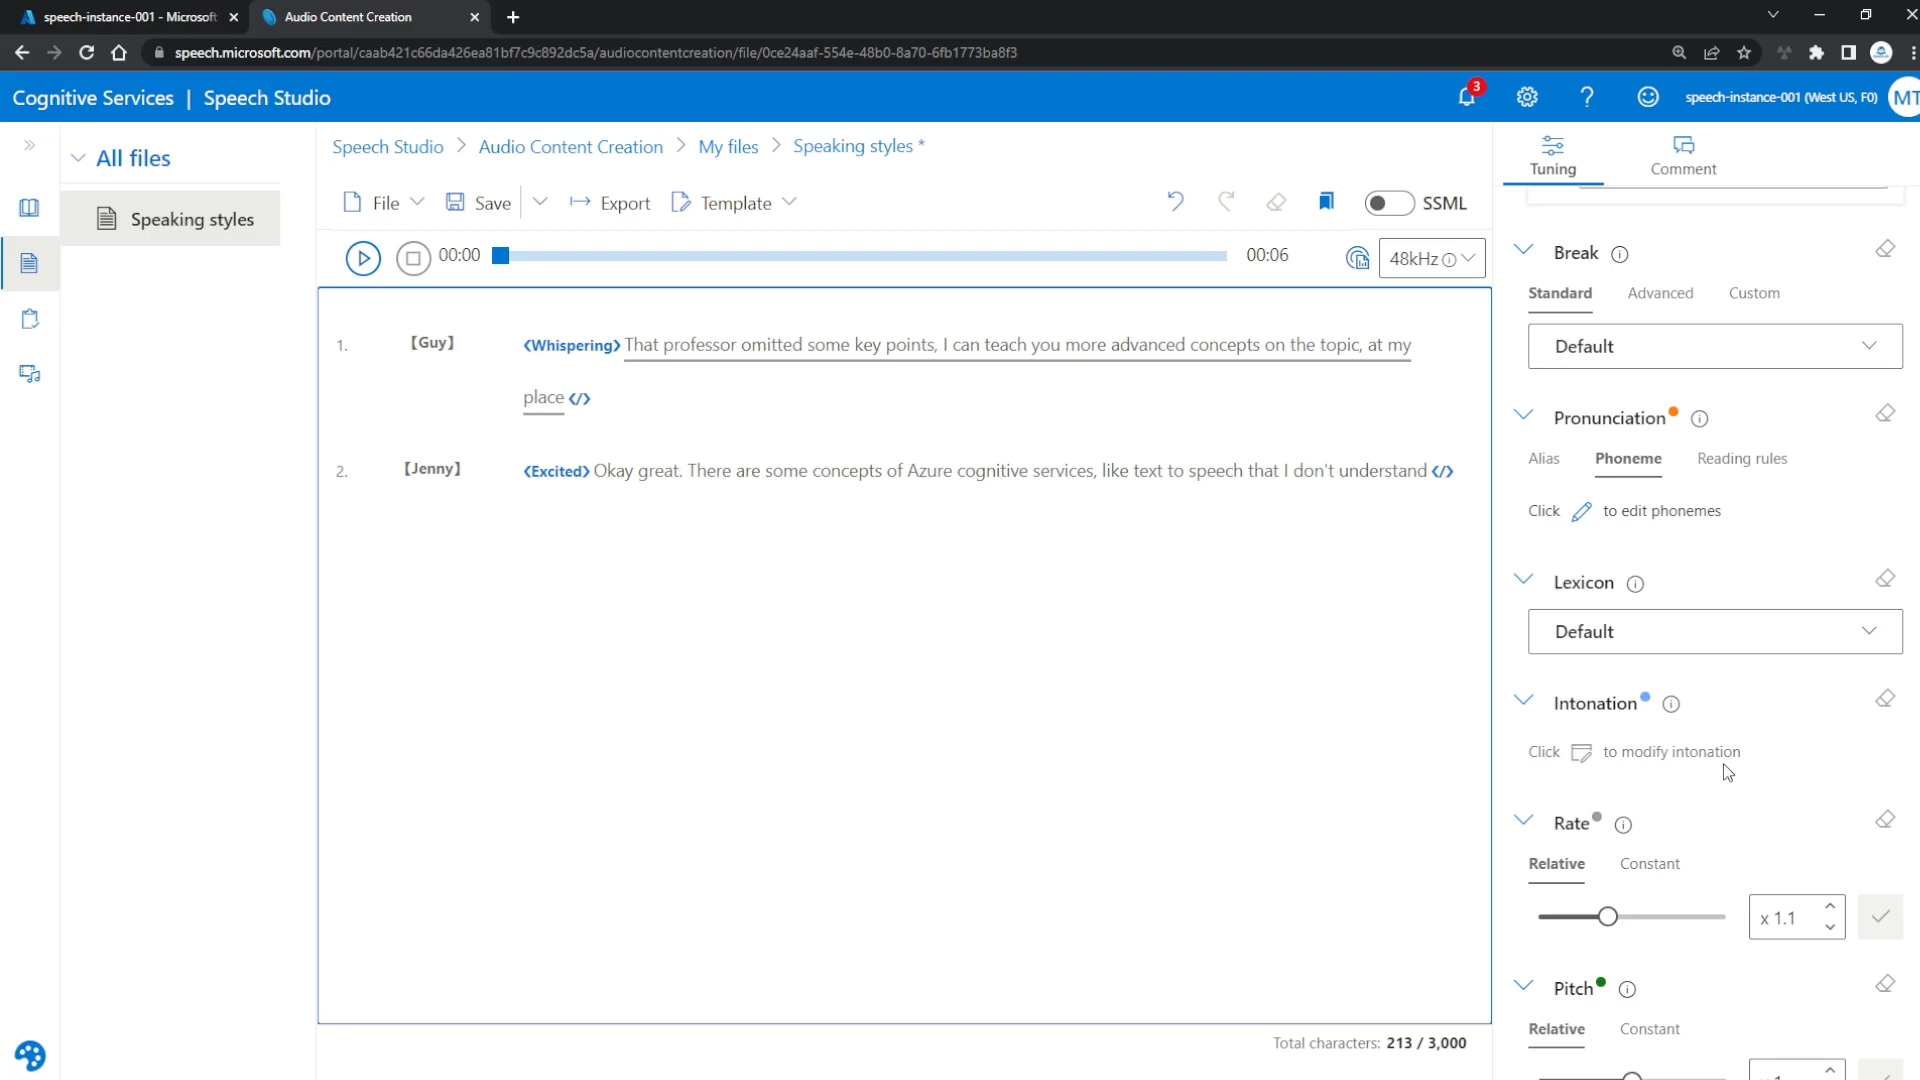 speech-instance-001 - Microsoft
Audio Content Creation
speech.microsoft.com/portal/caab421c66da426ea81bf7c9c892dc5a/audiocontentcreation/file/0ce24aaf-554e-48b0-8a70-6fb1773ba8f3
Cognitive Services | Speech Studio
3
speech-instance-001 (West US, F0)
MT
All files
Speaking styles
Speech Studio > Audio Content Creation > My files > Speaking styles *
File
Save
Export
Template
SSML
00:00
00:06
48kHz
1. 【Guy】 <Whispering> That professor omitted some key points, I can teach you more advanced concepts on the topic, at my
place </>
2. 【Jenny】 <Excited> Okay great. There are some concepts of Azure cognitive services, like text to speech that I don't understand </>
Total characters: 213 / 3,000
Tuning
Comment
Break
Standard Advanced Custom
Default
Pronunciation
Alias Phoneme Reading rules
Click to edit phonemes
Lexicon
Default
Intonation
Click to modify intonation
Rate
Relative Constant
x 1.1
Pitch
Relative Constant